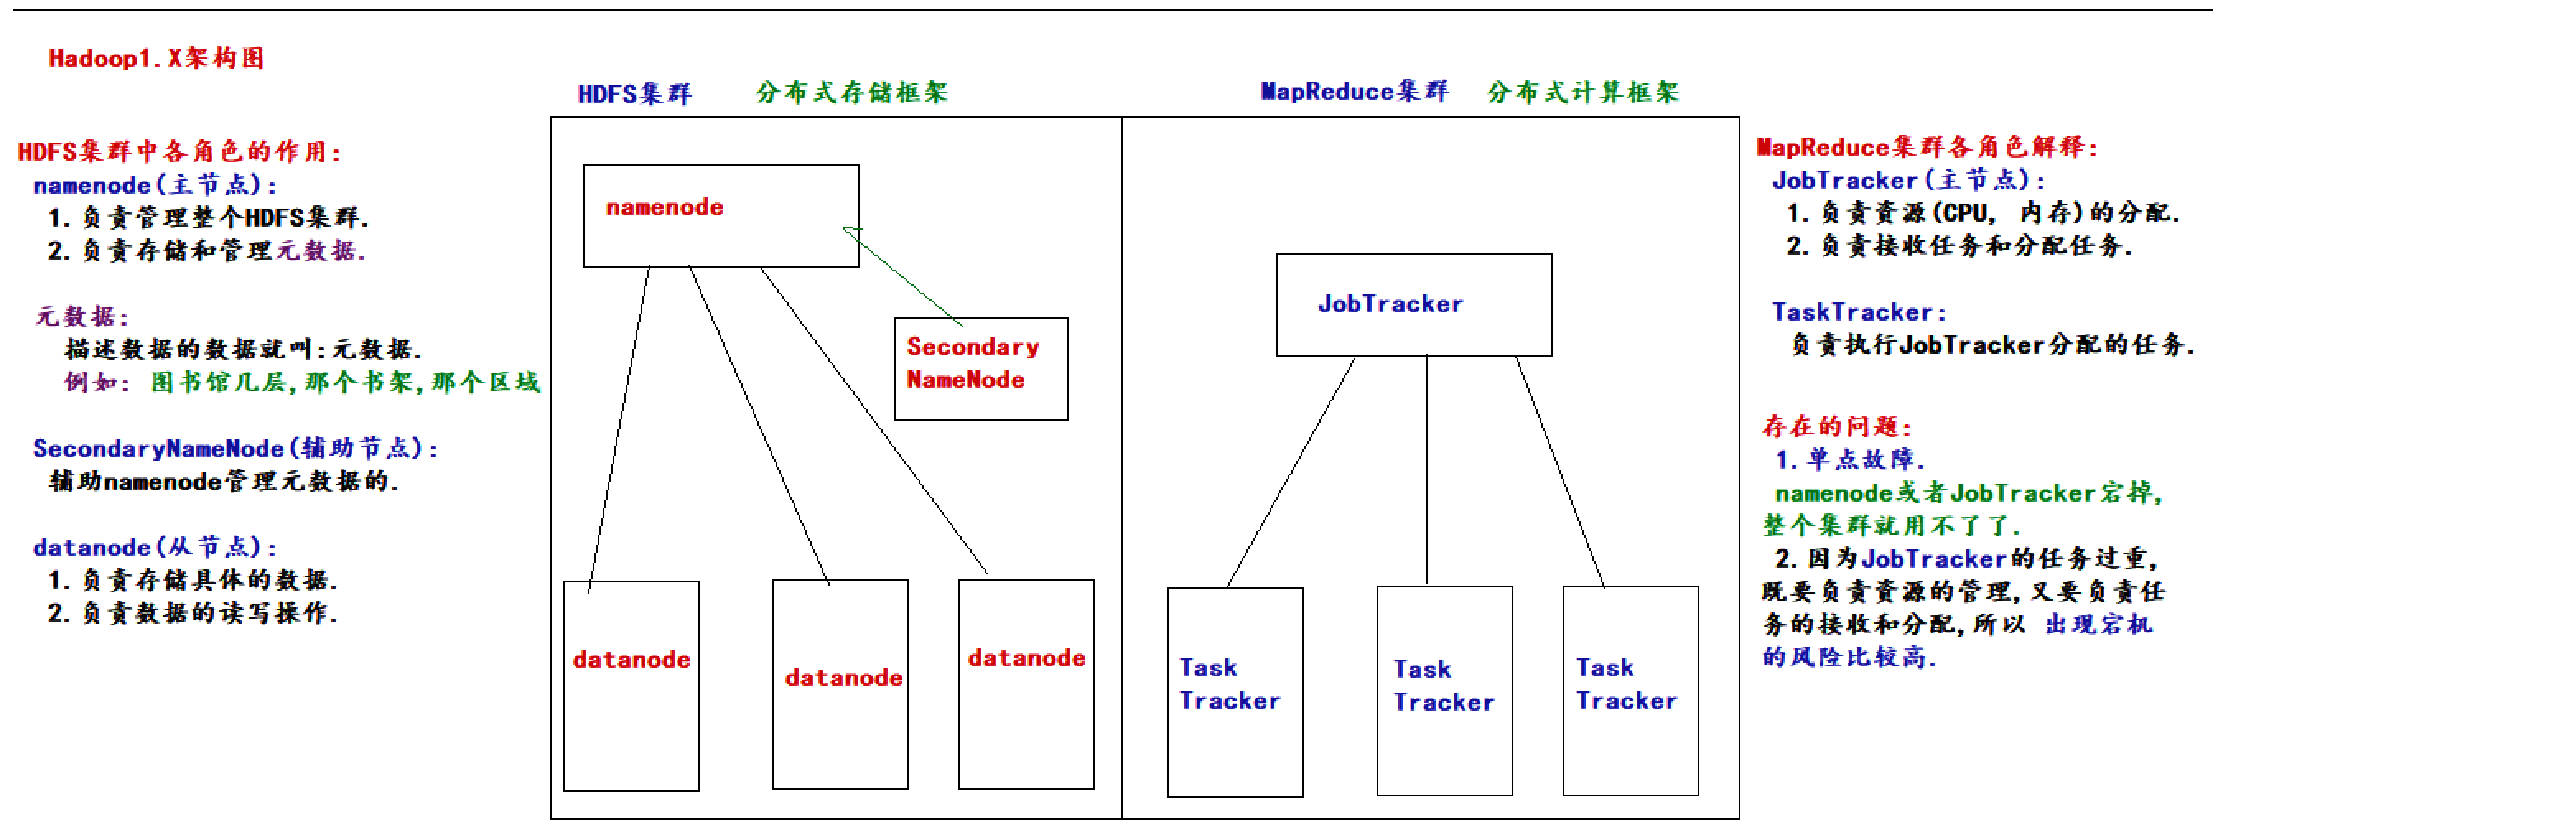 Hadoop1.X架构图
HDFS集群中各角色的作用:
namenode(主节点):
1.负责管理整个HDFS集群.
2.负责存储和管理元数据.
元数据:
描述数据的数据就叫:元数据.
例如: 图书馆几层,那个书架,那个区域
SecondaryNameNode(辅助节点):
辅助namenode管理元数据的.
datanode(从节点):
1.负责存储具体的数据.
2.负责数据的读写操作.
HDFS集群 分布式存储框架
namenode
Secondary
NameNode
datanode
datanode
datanode
MapReduce集群 分布式计算框架
JobTracker
Task
Tracker
Task
Tracker
Task
Tracker
MapReduce集群各角色解释:
JobTracker(主节点):
1.负责资源(CPU, 内存)的分配.
2.负责接收任务和分配任务.
TaskTracker:
负责执行JobTracker分配的任务.
存在的问题:
1.单点故障.
namenode或者JobTracker宕掉,
整个集群就用不了了.
2.因为JobTracker的任务过重,
既要负责资源的管理,又要负责任
务的接收和分配,所以 出现宕机
的风险比较高.